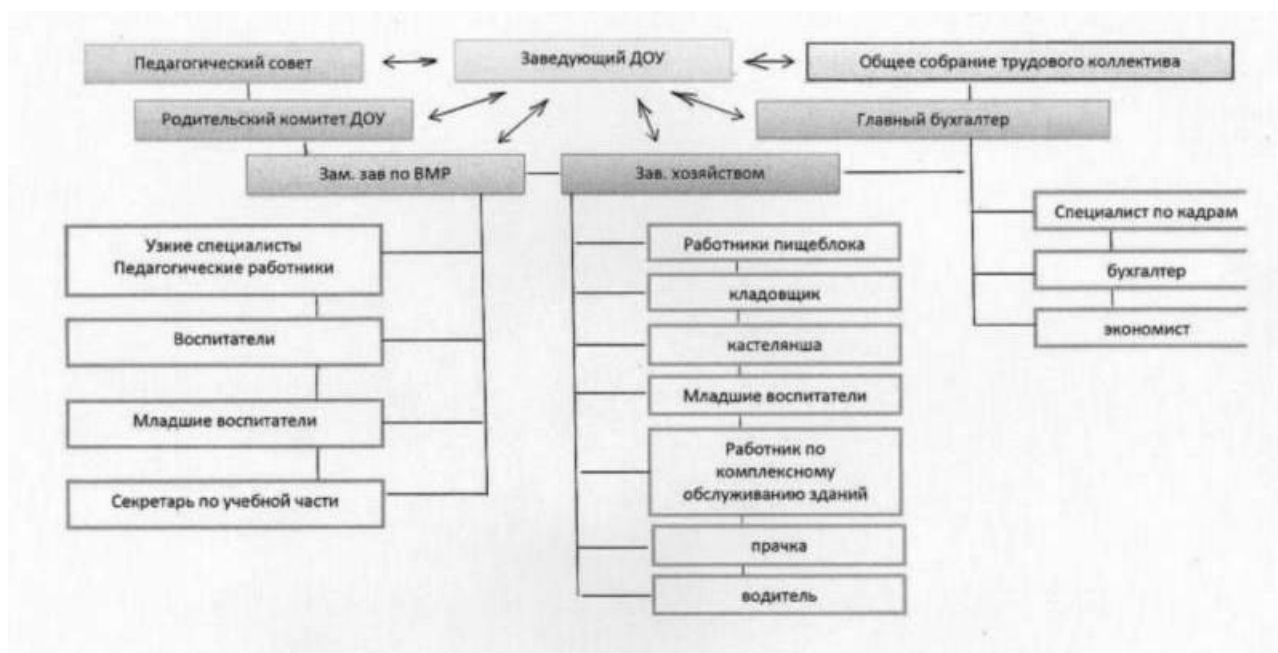 Педагогический совет
Заведующий ДОУ
Общее собрание трудового коллектива
Родительский комитет ДОУ
Главный бухгалтер
Зам. зав по ВМР
Зав. хозяйством
Узкие специалисты
Педагогические работники
Воспитатели
Младшие воспитатели
Секретарь по учебной части
Работники пищеблока
кладовщик
кастелянша
Младшие воспитатели
Работник по
комплексному
обслуживанию зданий
прачка
водитель
Специалист по кадрам
бухгалтер
экономист